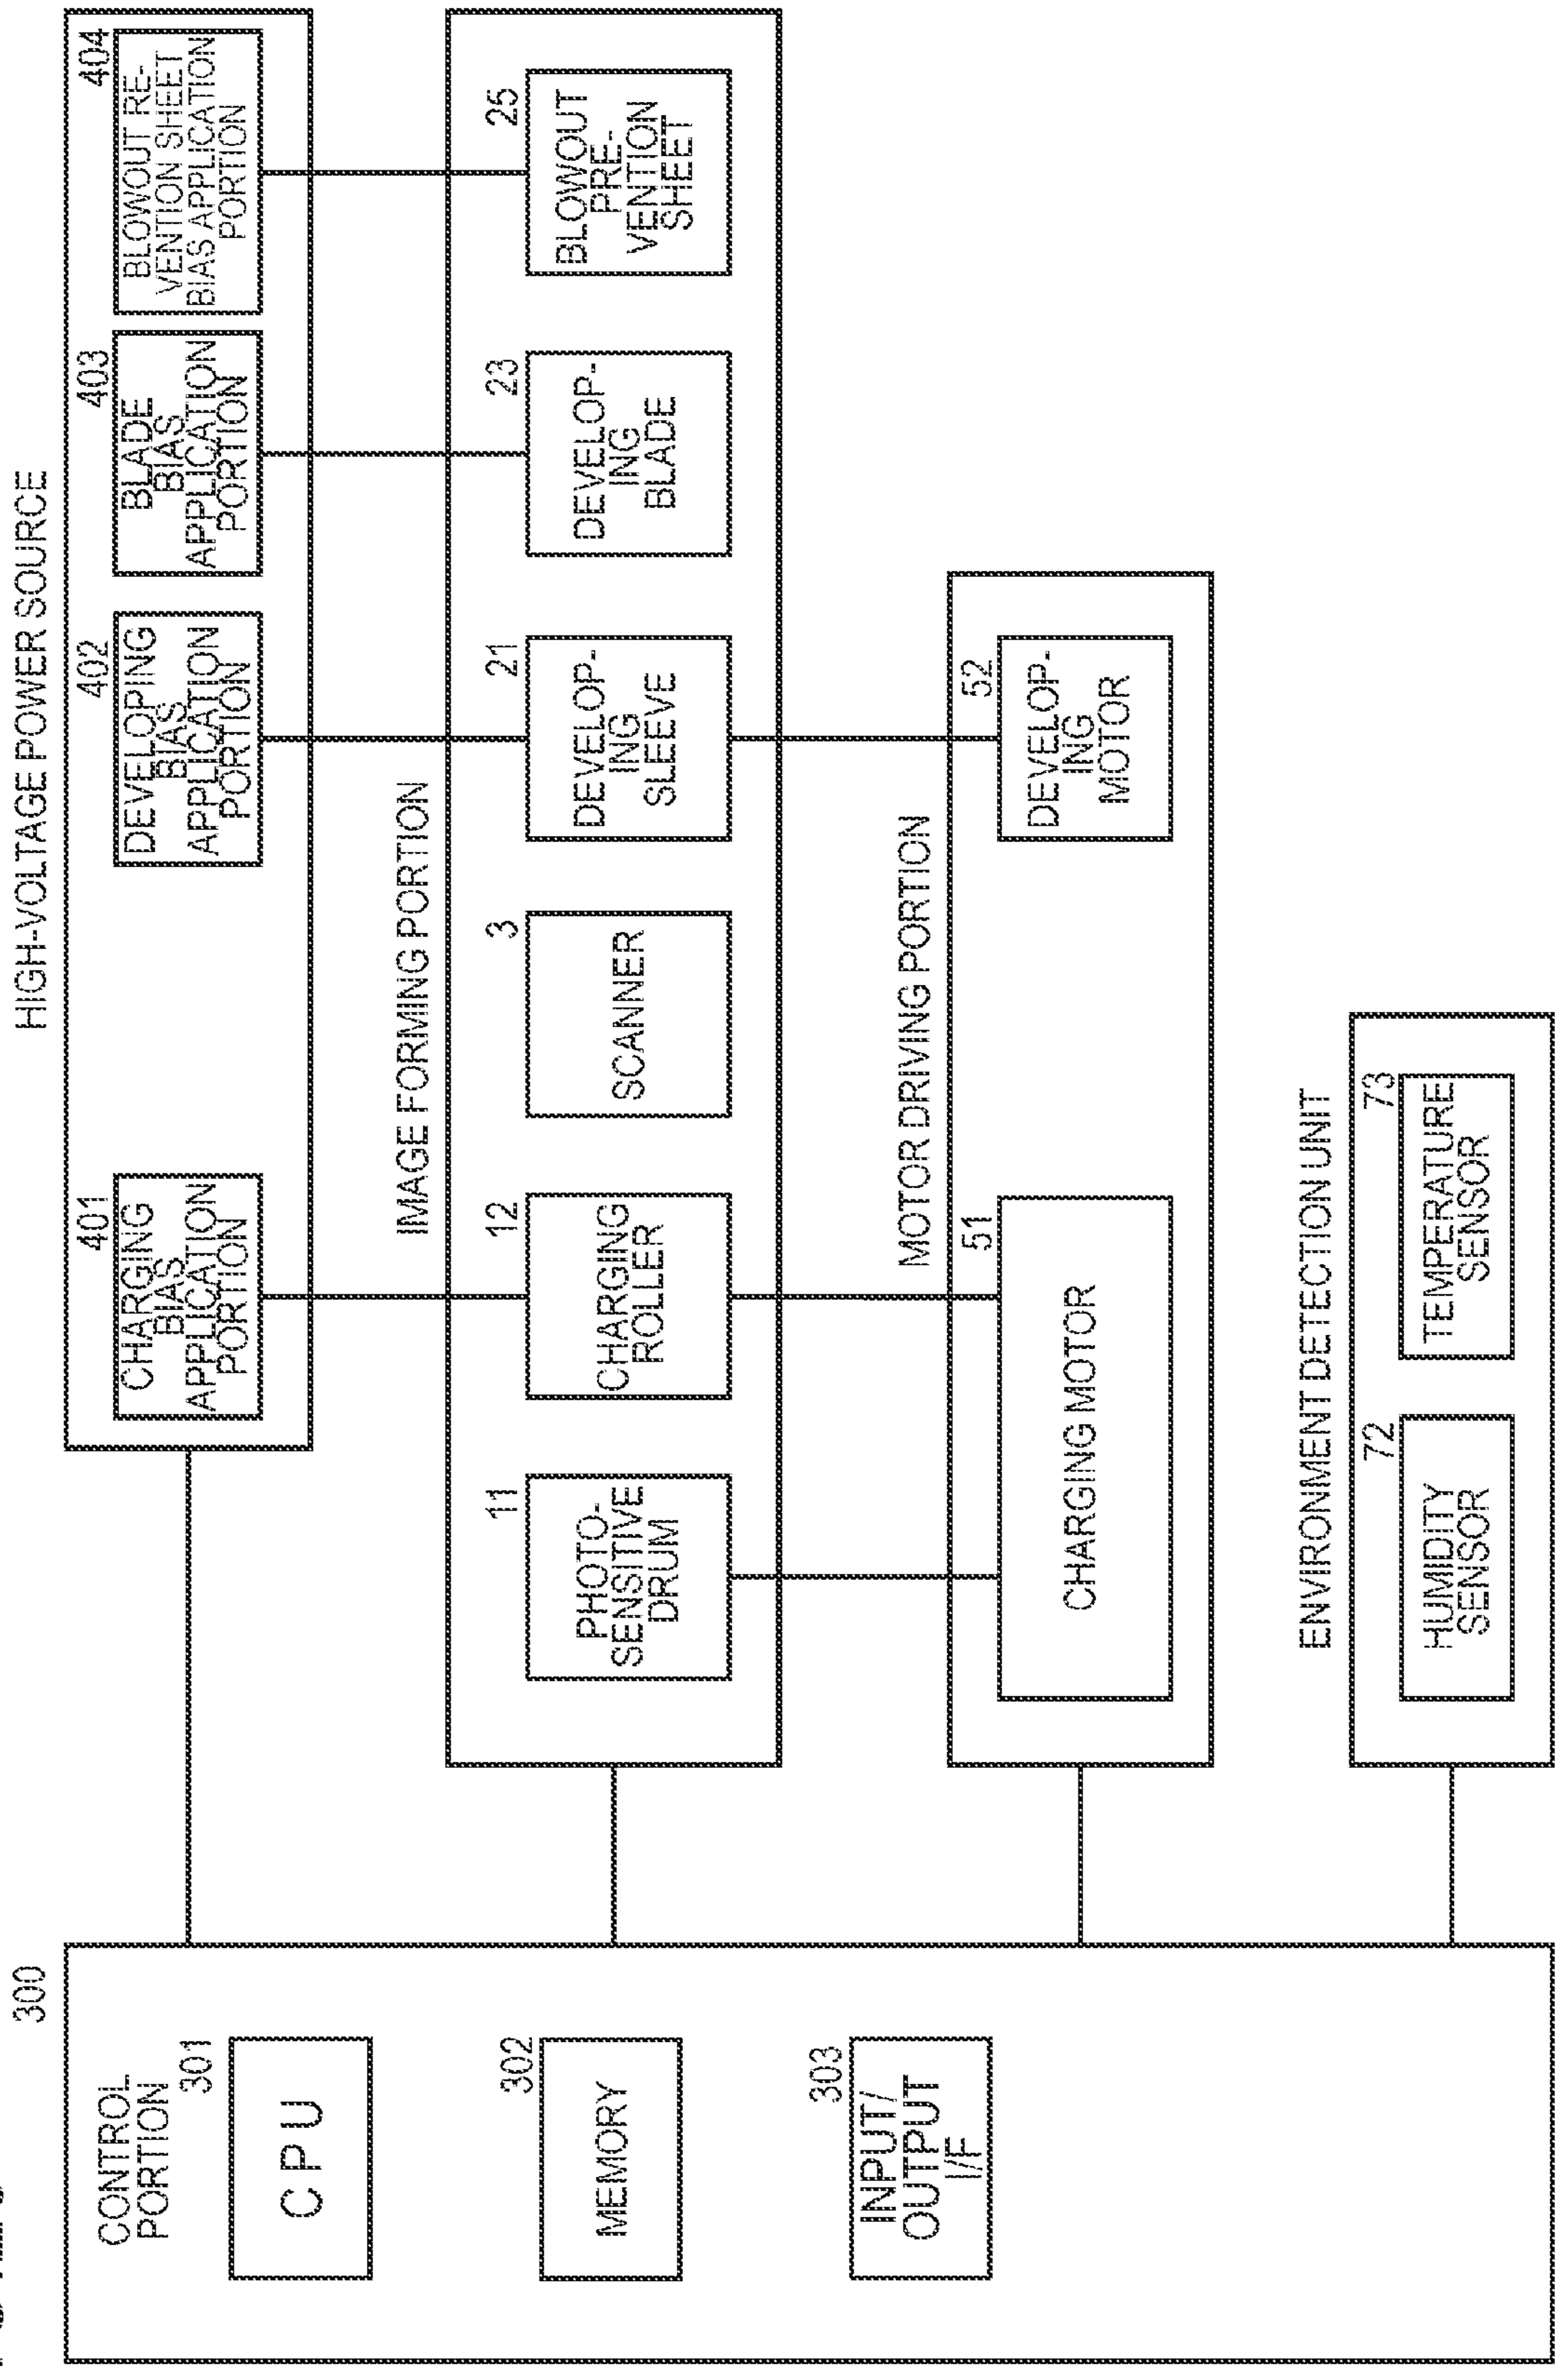 300
CONTROL
PORTION
301
CPU
302
MEMORY
303
INPUT/
OUTPUT
I/F
HIGH-VOLTAGE POWER SOURCE
401
CHARGING
BIAS
APPLICATION
PORTION
402
DEVELOPING
BIAS
APPLICATION
PORTION
403
BLADE
BIAS
APPLICATION
PORTION
404
BLOWOUT RE-
VENTION SHEET
BIAS APPLICATION
PORTION
IMAGE FORMING PORTION
11
PHOTO-
SENSITIVE
DRUM
12
CHARGING
ROLLER
3
SCANNER
21
DEVELOP-
ING
SLEEVE
23
DEVELOP-
ING
BLADE
25
BLOWOUT
PRE-
VENTION
SHEET
MOTOR DRIVING PORTION
51
CHARGING MOTOR
52
DEVELOP-
ING
MOTOR
ENVIRONMENT DETECTION UNIT
72
HUMIDITY
SENSOR
73
TEMPERATURE
SENSOR